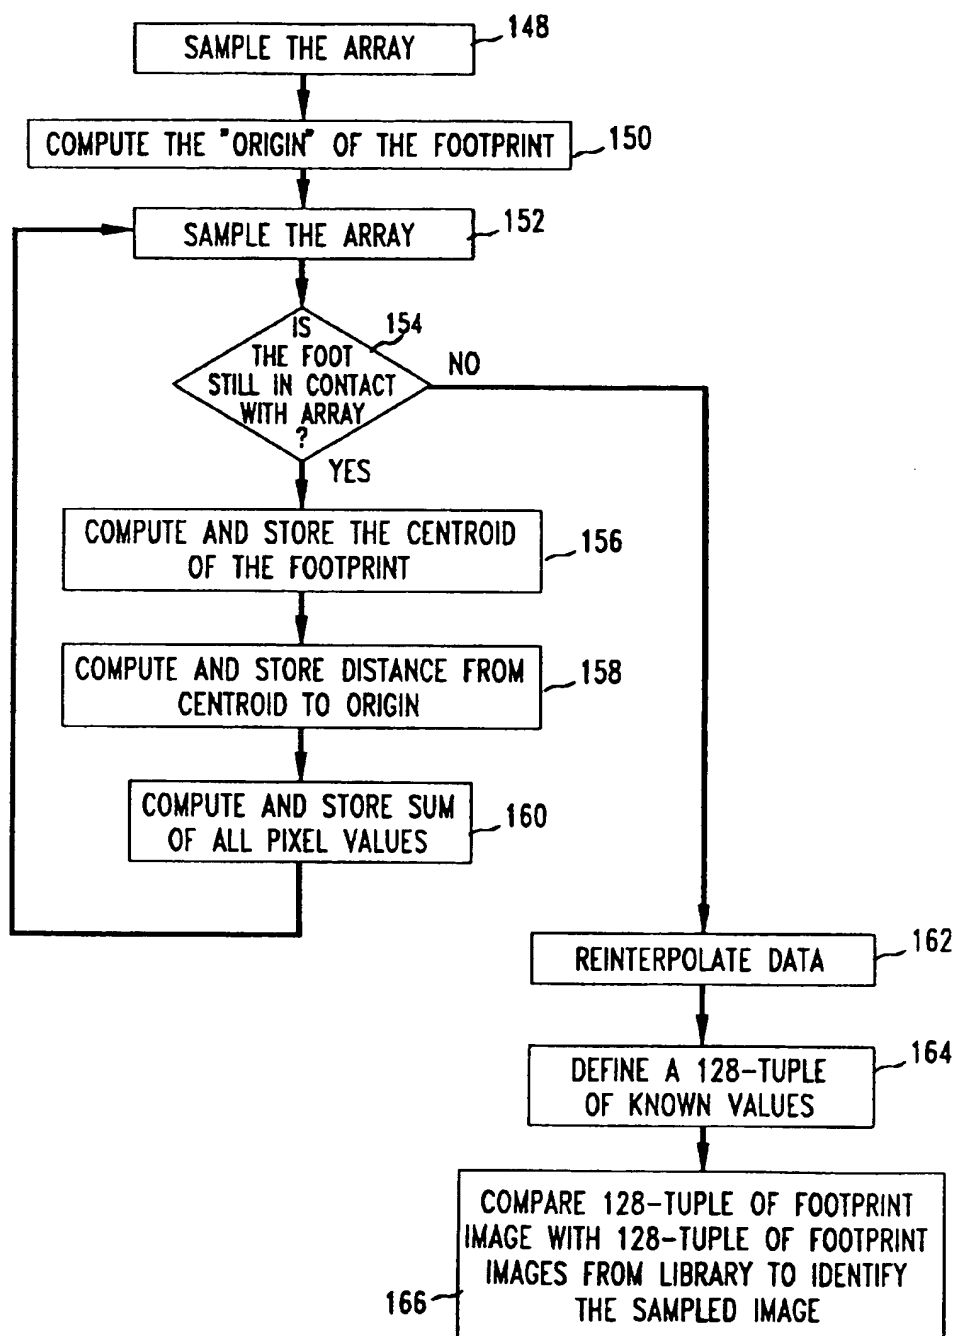 148
SAMPLE THE ARRAY
COMPUTE THE "ORIGIN" OF THE FOOTPRINT
150
SAMPLE THE ARRAY
152
154
IS
THE FOOT
STILL IN CONTACT
WITH ARRAY
?
NO
YES
COMPUTE AND STORE THE CENTROID
OF THE FOOTPRINT
156
COMPUTE AND STORE DISTANCE FROM
CENTROID TO ORIGIN
158
COMPUTE AND STORE SUM
OF ALL PIXEL VALUES
160
REINTERPOLATE DATA
162
DEFINE A 128-TUPLE
OF KNOWN VALUES
164
COMPARE 128-TUPLE OF FOOTPRINT
IMAGE WITH 128-TUPLE OF FOOTPRINT
IMAGES FROM LIBRARY TO IDENTIFY
THE SAMPLED IMAGE
166